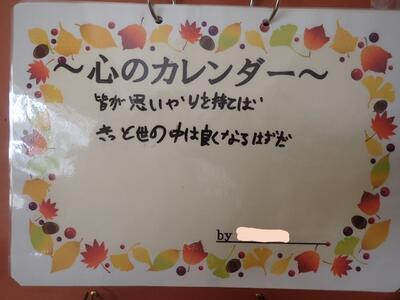 ～心のカレンダー～
皆が思いやりを持てば
きっと世の中は良くなるはずだ
by